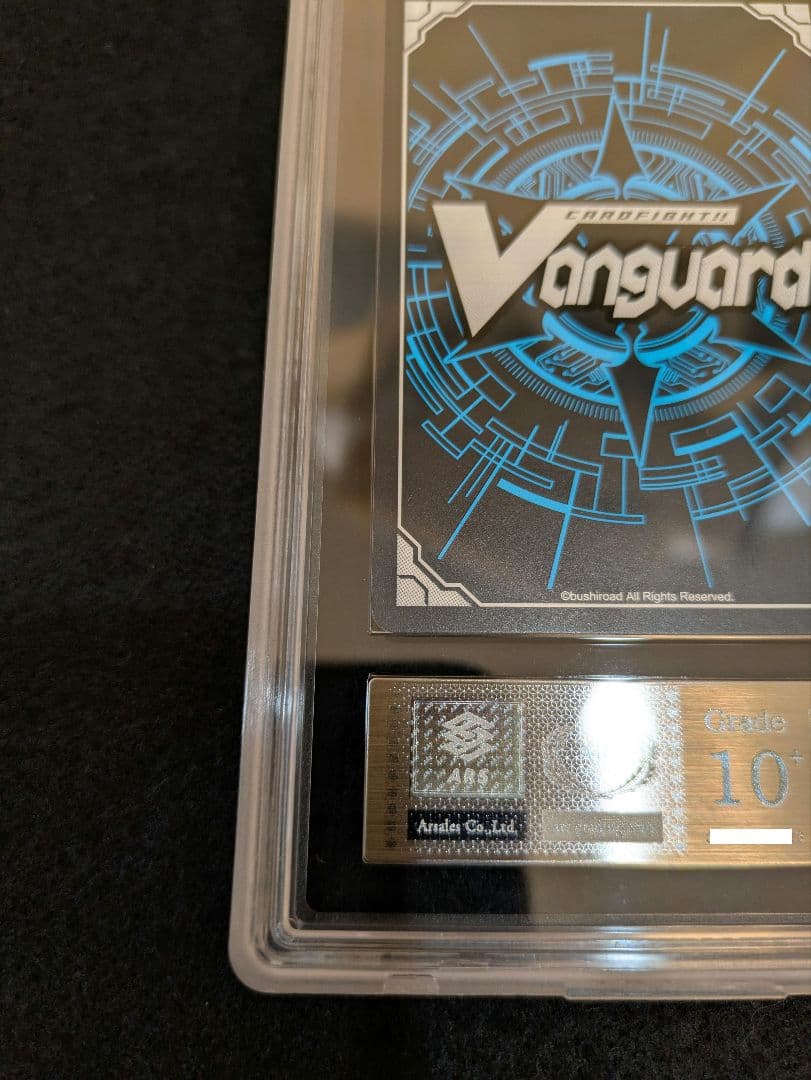 CARDFIGHT!!
Vanguard
©bushiroad All Rights Reserved.
ARS
Arsales Co.,Ltd.
Grade
10+